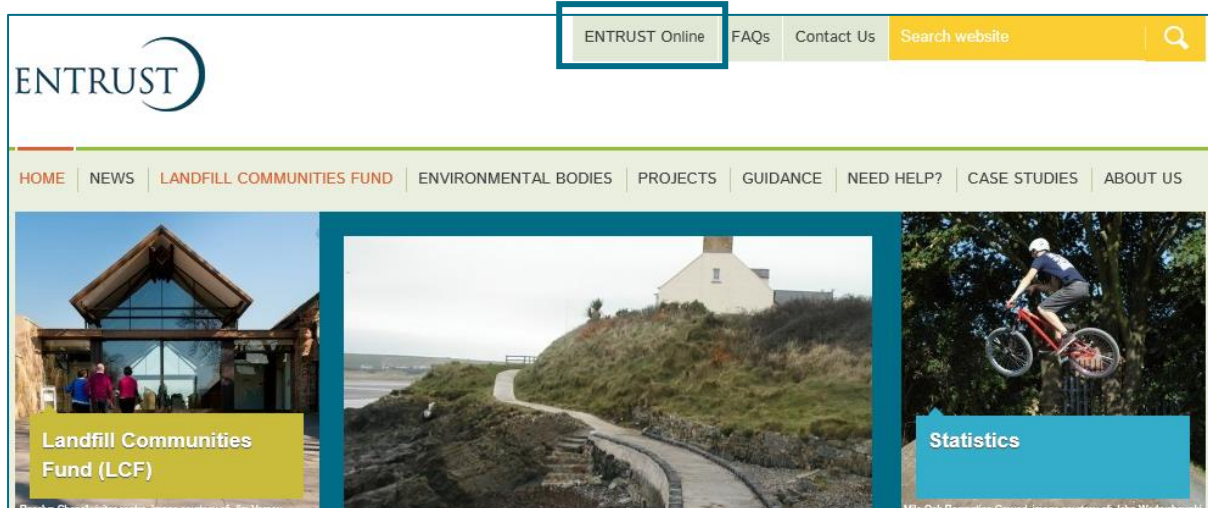 ENTRUST Online FAQs Contact Us Search website
ENTRUST
HOME NEWS LANDFILL COMMUNITIES FUND ENVIRONMENTAL BODIES PROJECTS GUIDANCE NEED HELP? CASE STUDIES ABOUT US
Landfill Communities
Fund (LCF)
Statistics